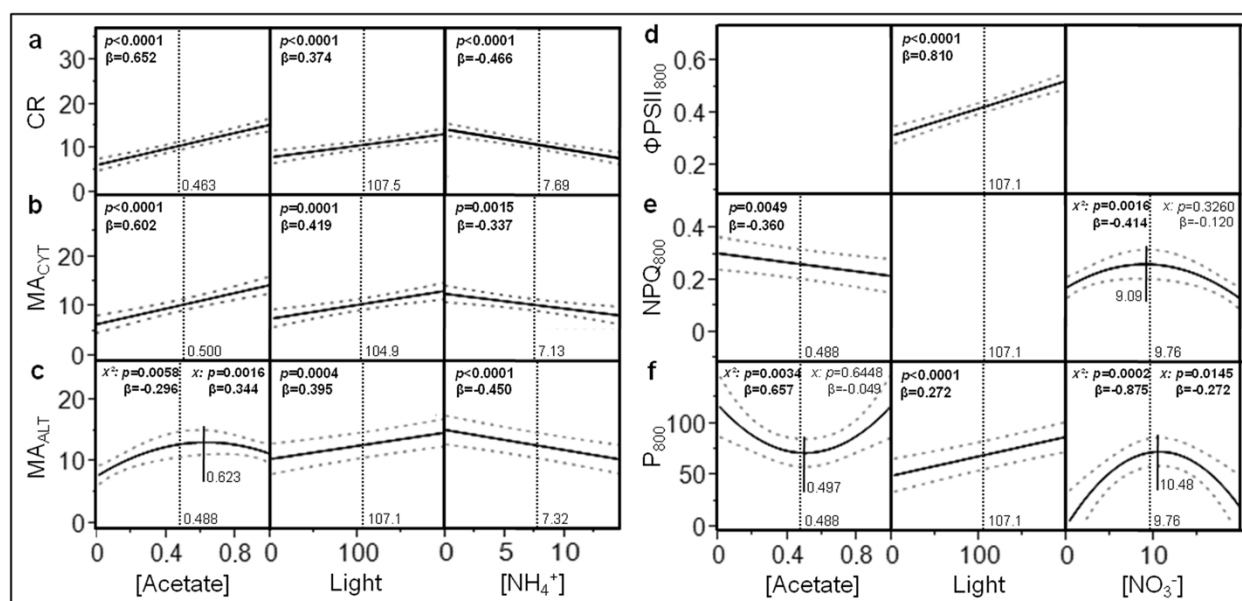 a
CR
30
20
10
0
p<0.0001
β=0.652
0.463
p<0.0001
β=0.374
107.5
p<0.0001
β=-0.466
7.69
b
MA_CYT
20
10
0
p<0.0001
β=0.602
0.500
p=0.0001
β=0.419
104.9
p=0.0015
β=-0.337
7.13
c
MA_ALT
20
10
0
x²: p=0.0058 x: p=0.0016
β=-0.296 β=0.344
0.623
0.488
p=0.0004
β=0.395
107.1
p<0.0001
β=-0.450
7.32
0 0.4 0.8 0 100 0 5 10
[Acetate] Light [NH₄⁺]
d
ΦPSII₈₀₀
0.6
0.4
0.2
p<0.0001
β=0.810
107.1
e
NPQ₈₀₀
0.4
0.2
0
p=0.0049
β=-0.360
0.488
107.1
x²: p=0.0016 x: p=0.3260
β=-0.414 β=-0.120
9.09
9.76
f
P₈₀₀
100
50
0
x²: p=0.0034 x: p=0.6448
β=0.657 β=-0.049
0.497
0.488
p<0.0001
β=0.272
107.1
x²: p=0.0002 x: p=0.0145
β=-0.875 β=-0.272
10.48
9.76
0 0.4 0.8 0 100 0 10
[Acetate] Light [NO₃⁻]